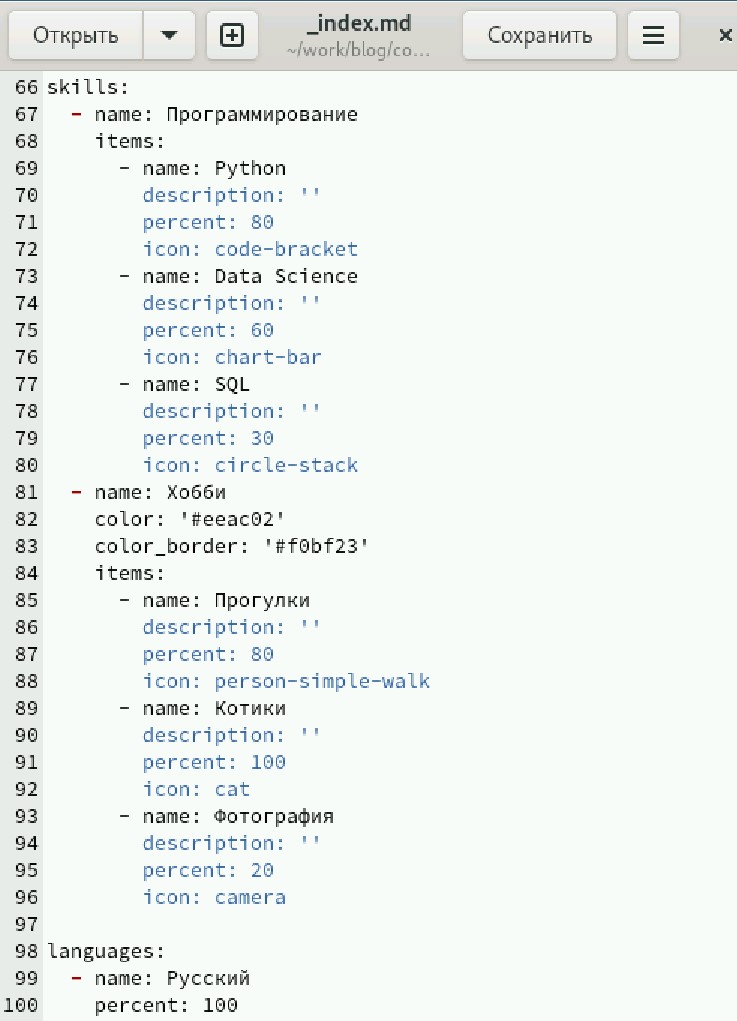 Открыть
_index.md
~/work/blog/co...
Сохранить
66 skills:
67   - name: Программирование
68     items:
69       - name: Python
70         description: ''
71         percent: 80
72         icon: code-bracket
73       - name: Data Science
74         description: ''
75         percent: 60
76         icon: chart-bar
77       - name: SQL
78         description: ''
79         percent: 30
80         icon: circle-stack
81   - name: Хобби
82     color: '#eeac02'
83     color_border: '#f0bf23'
84     items:
85       - name: Прогулки
86         description: ''
87         percent: 80
88         icon: person-simple-walk
89       - name: Котики
90         description: ''
91         percent: 100
92         icon: cat
93       - name: Фотография
94         description: ''
95         percent: 20
96         icon: camera
97
98 languages:
99   - name: Русский
100     percent: 100